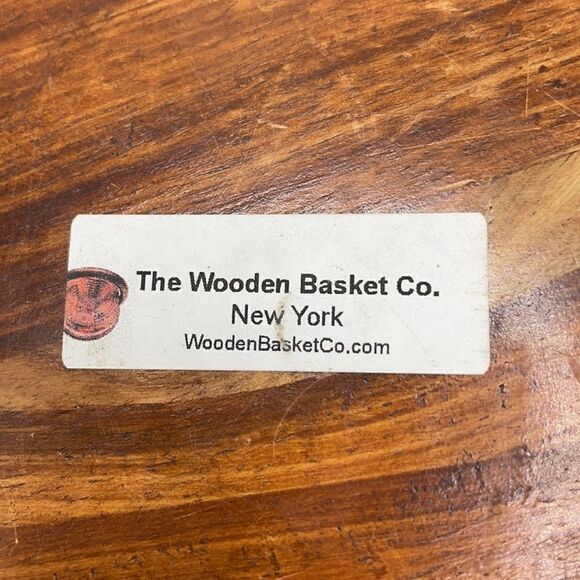 The Wooden Basket Co.
New York
WoodenBasketCo.com